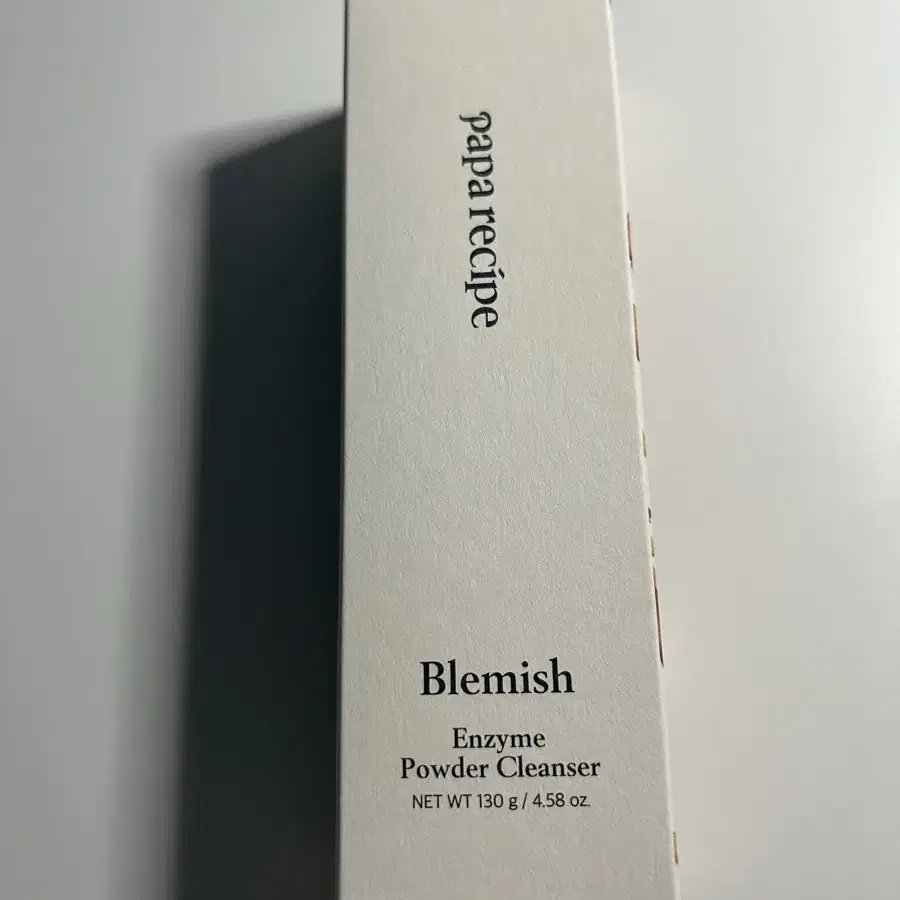 papa recipe
Blemish
Enzyme
Powder Cleanser
NET WT 130 g / 4.58 oz.